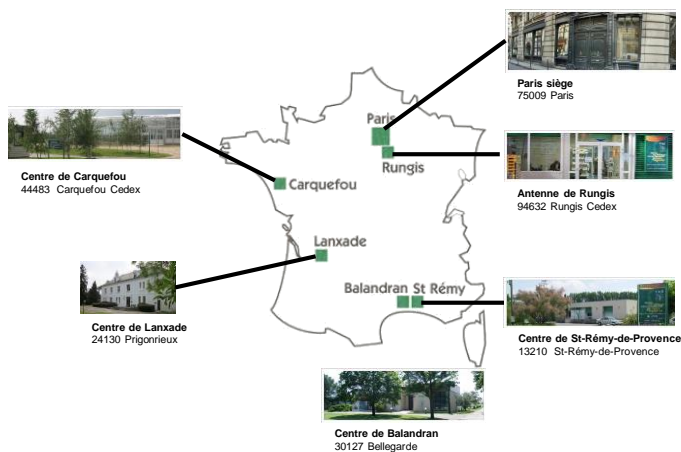 Paris siège
75009 Paris
Paris
Rungis
Centre de Carquefou
44483 Carquefou Cedex
Carquefou
Antenne de Rungis
94632 Rungis Cedex
Lanxade
Balandran St Rémy
Centre de Lanxade
24130 Prigonrieux
Centre de St-Rémy-de-Provence
13210 St-Rémy-de-Provence
Centre de Balandran
30127 Bellegarde